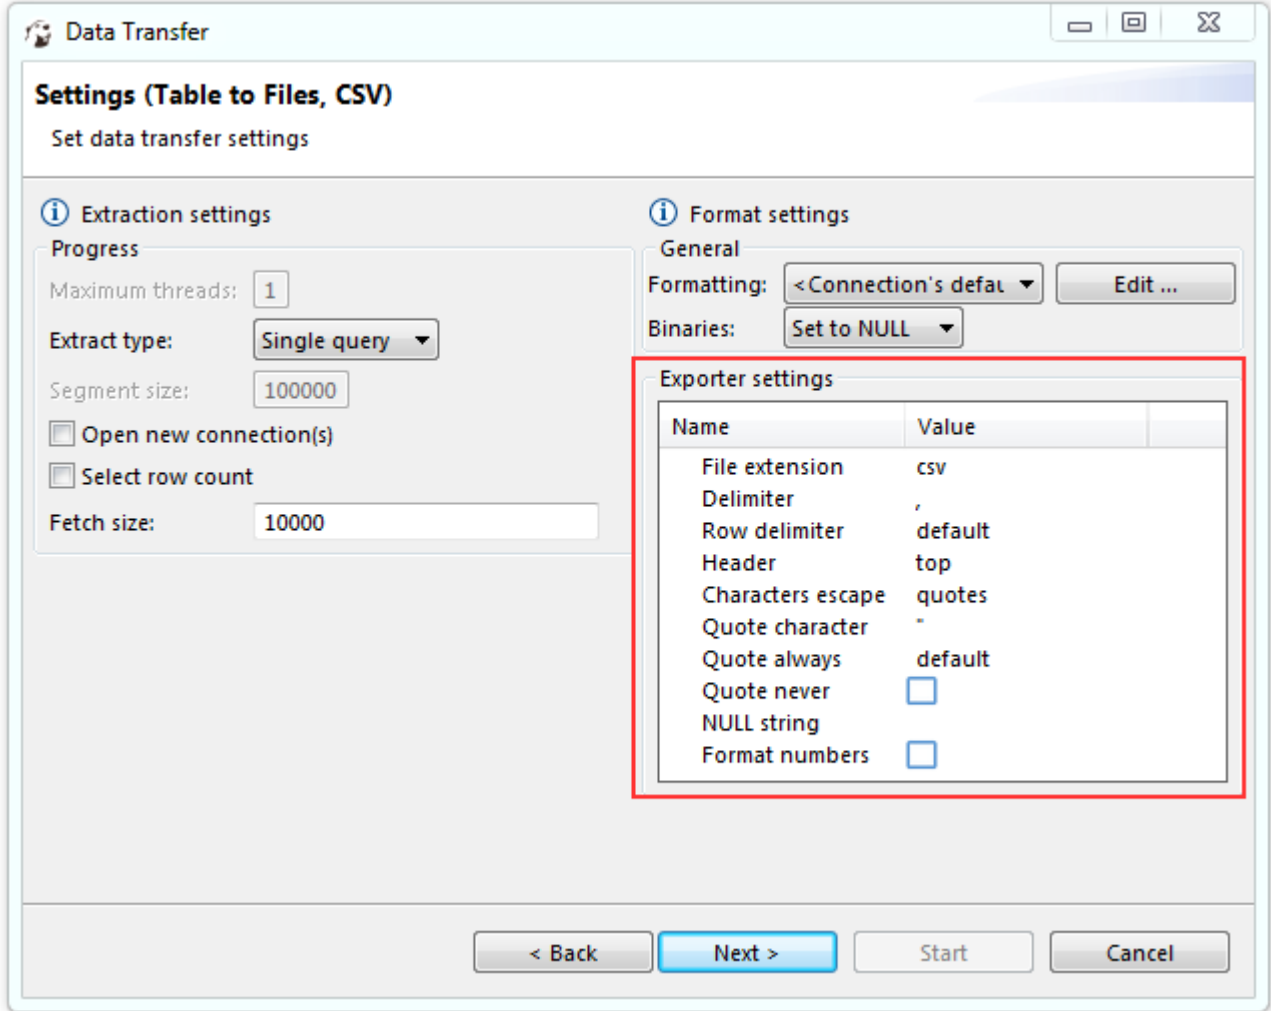 Data Transfer
Settings (Table to Files, CSV)
Set data transfer settings
Extraction settings
Progress
Maximum threads: 1
Extract type: Single query
Segment size: 100000
Open new connection(s)
Select row count
Fetch size: 10000
Format settings
General
Formatting: <Connection's defau Edit ...
Binaries: Set to NULL
Exporter settings
Name Value
File extension csv
Delimiter ,
Row delimiter default
Header top
Characters escape quotes
Quote character "
Quote always default
Quote never
NULL string
Format numbers
< Back Next > Start Cancel